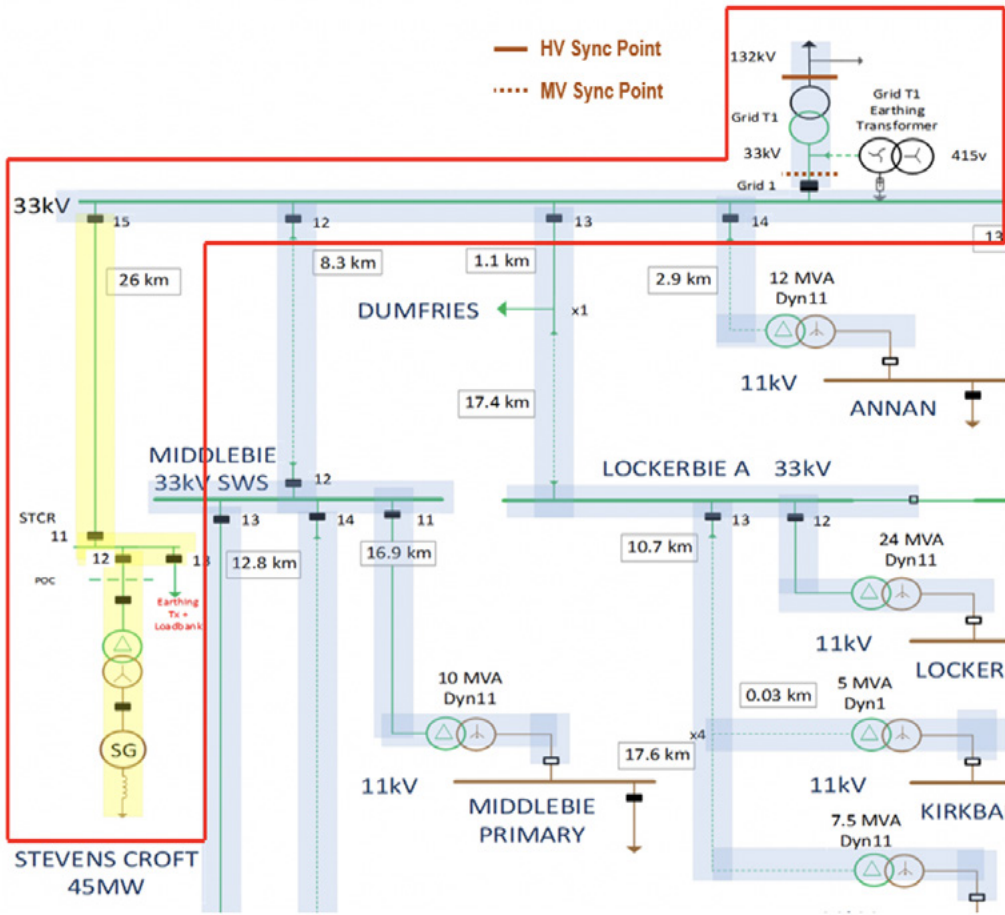 HV Sync Point
MV Sync Point
132kV
Grid T1
33kV
Grid 1
Grid T1
Earthing
Transformer
415v
33kV
15
12
13
14
13
26 km
8.3 km
1.1 km
2.9 km
DUMFRIES
x1
12 MVA
Dyn11
11kV
ANNAN
17.4 km
MIDDLEBIE
33kV SWS
12
LOCKERBIE A 33kV
STCR
11
12
13
14
11
13
12
12.8 km
16.9 km
10.7 km
24 MVA
Dyn11
POC
Earthing
Tx +
Loadbank
11kV
LOCKER
SG
10 MVA
Dyn11
0.03 km
5 MVA
Dyn1
x4
17.6 km
11kV
11kV
MIDDLEBIE
PRIMARY
KIRKBA
7.5 MVA
Dyn11
STEVENS CROFT
45MW